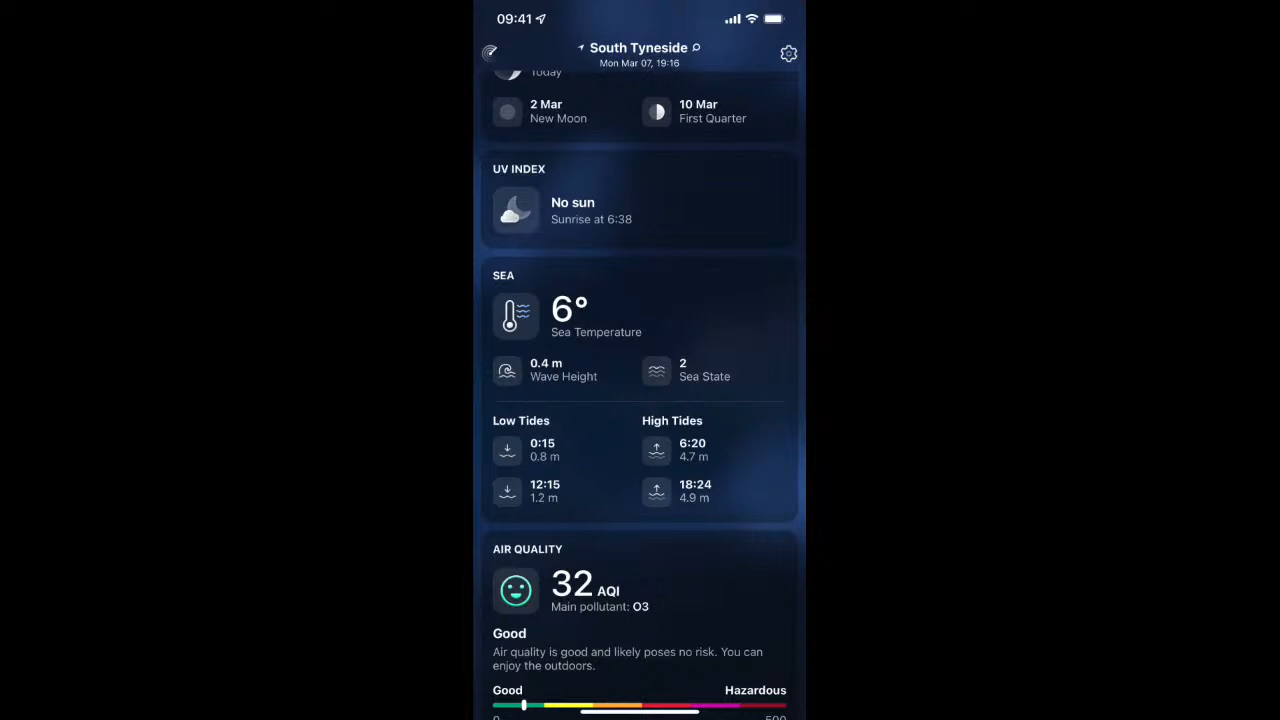 09:41
South Tyneside
Mon Mar 07, 19:16
Today
2 Mar
New Moon
10 Mar
First Quarter
UV INDEX
No sun
Sunrise at 6:38
SEA
6°
Sea Temperature
0.4 m
Wave Height
2
Sea State
Low Tides
High Tides
0:15
0.8 m
6:20
4.7 m
12:15
1.2 m
18:24
4.9 m
AIR QUALITY
32 AQI
Main pollutant: O3
Good
Air quality is good and likely poses no risk. You can
enjoy the outdoors.
Good
Hazardous
0
500